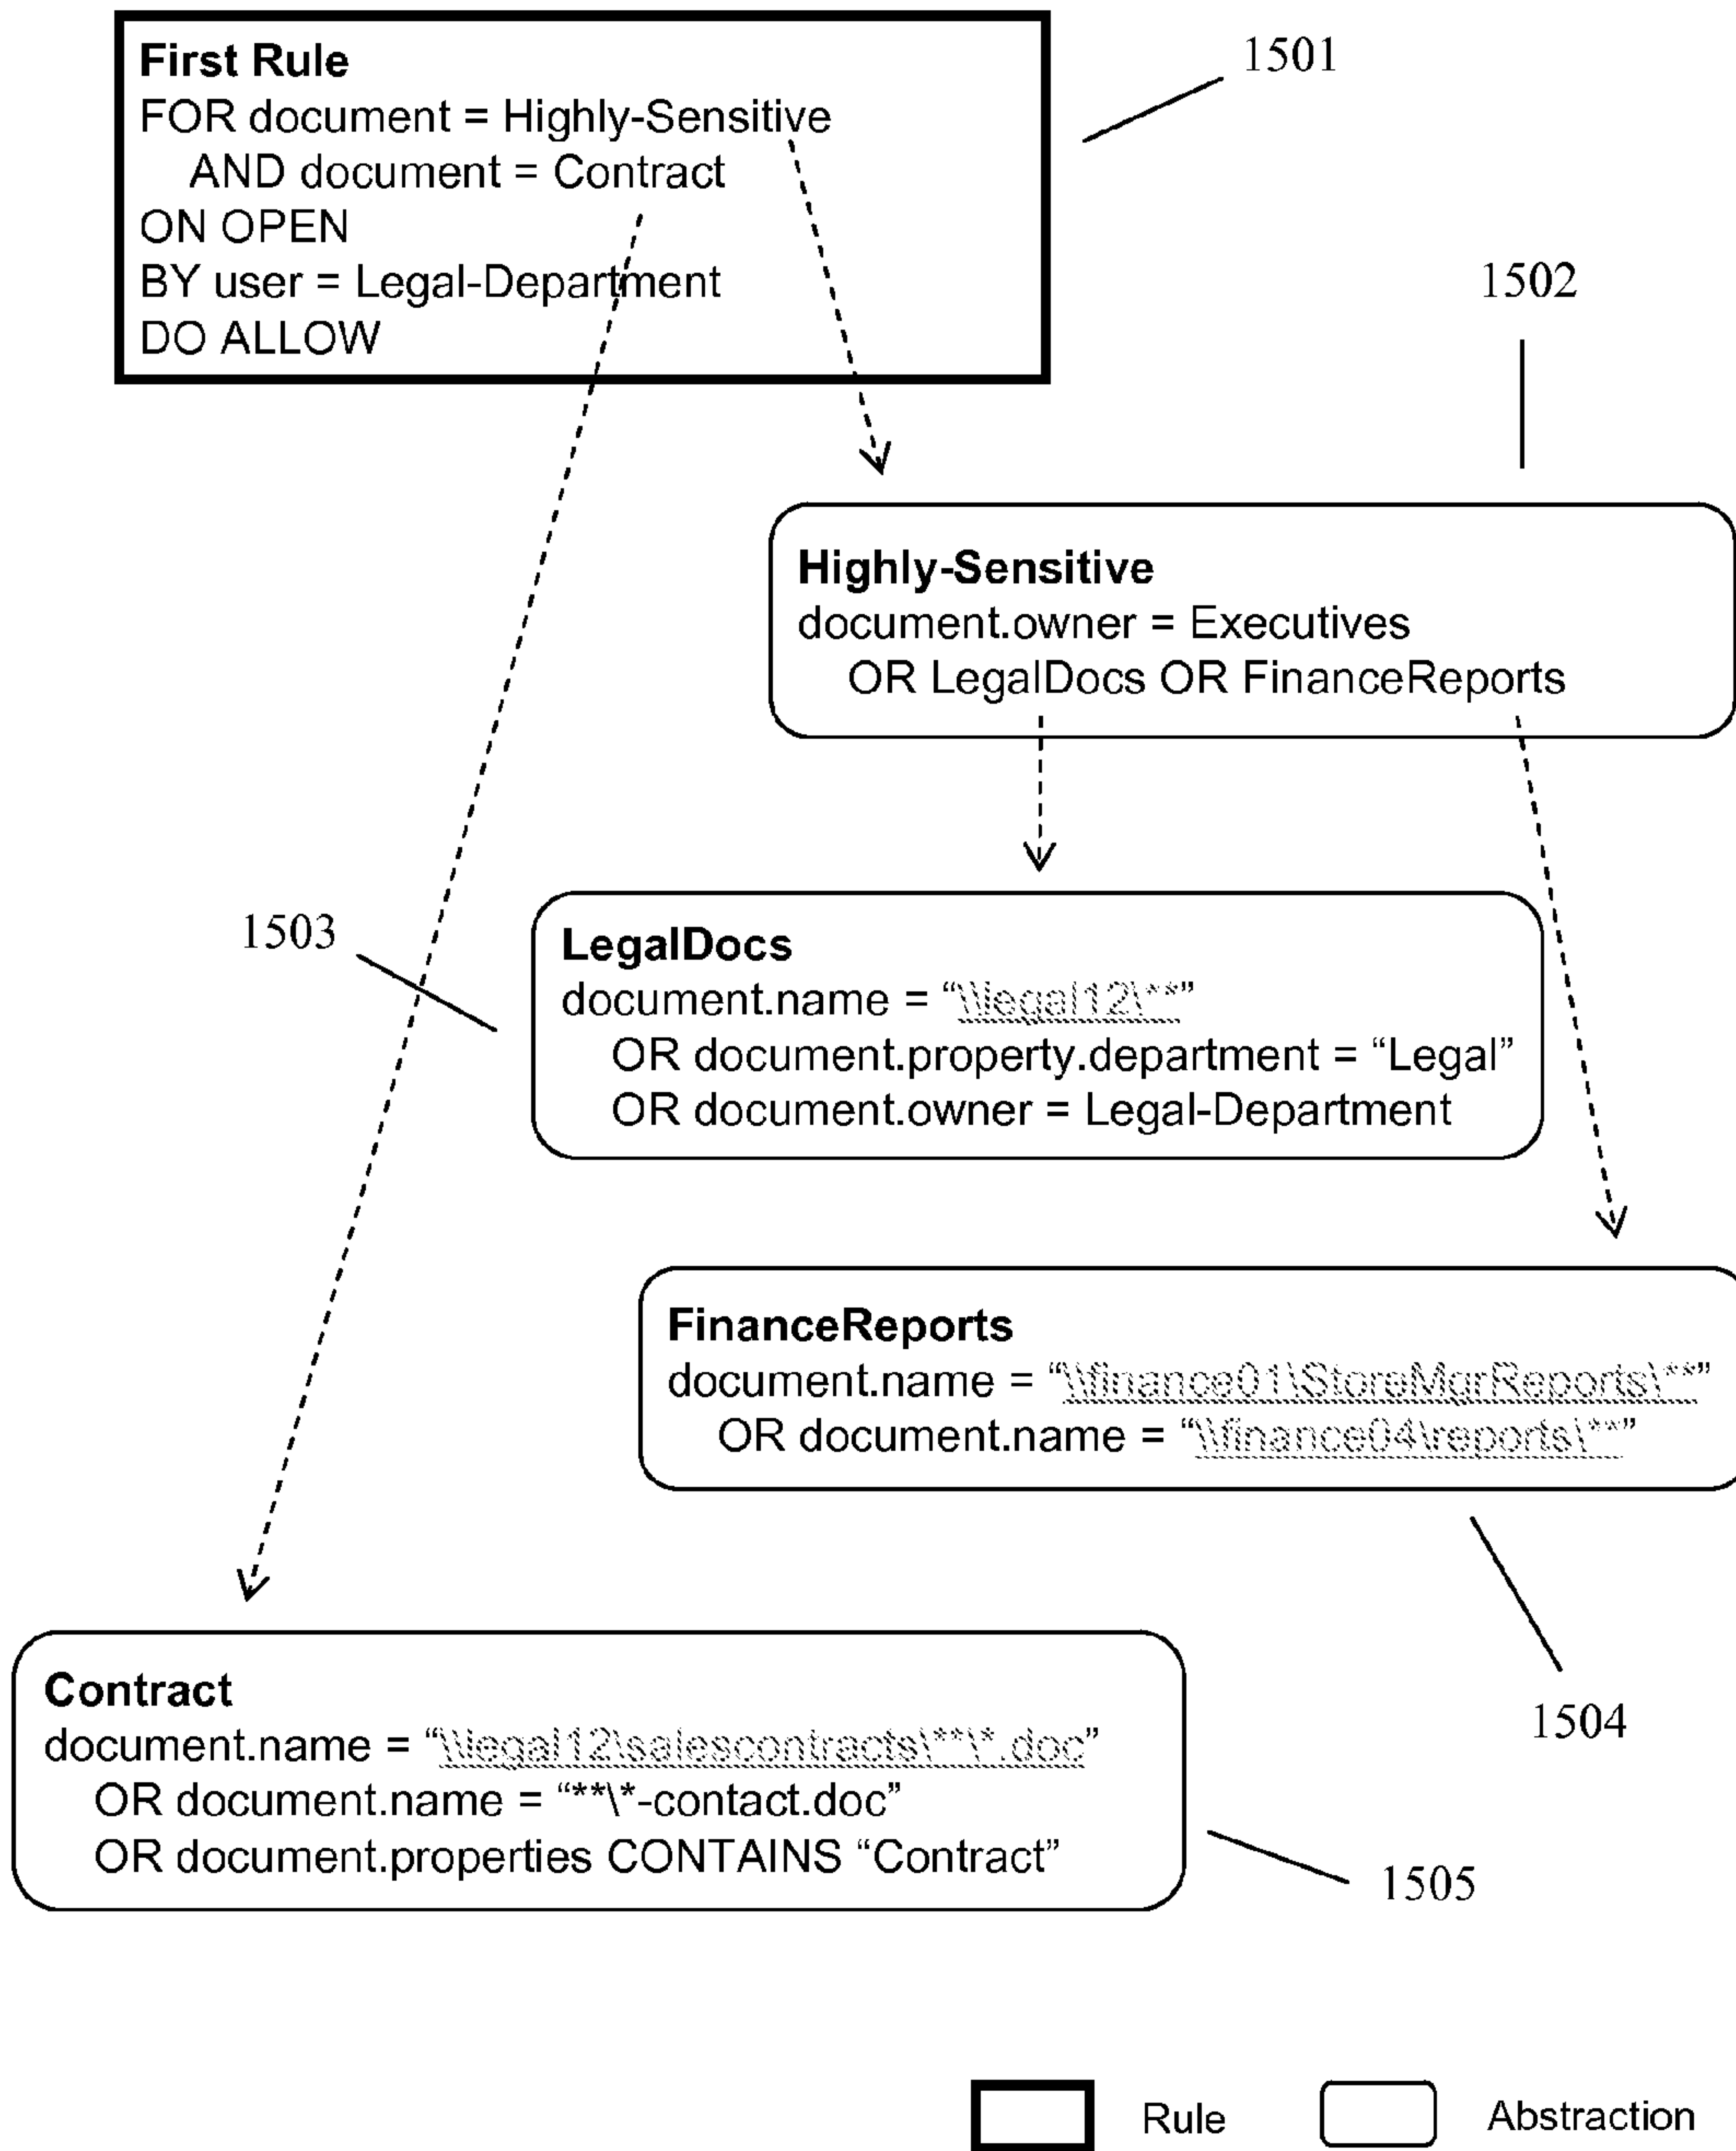 First Rule
FOR document = Highly-Sensitive
AND document = Contract
ON OPEN
BY user = Legal-Department
DO ALLOW
1501
1502
Highly-Sensitive
document.owner = Executives
OR LegalDocs OR FinanceReports
1503
LegalDocs
document.name = “\\legal12\**”
OR document.property.department = “Legal”
OR document.owner = Legal-Department
FinanceReports
document.name = “\\finance01\StoreMgrReports\**”
OR document.name = “\\finance04\reports\**”
1504
Contract
document.name = “\\legal12\salescontracts\**\*.doc”
OR document.name = “**\*-contact.doc”
OR document.properties CONTAINS “Contract”
1505
Rule
Abstraction